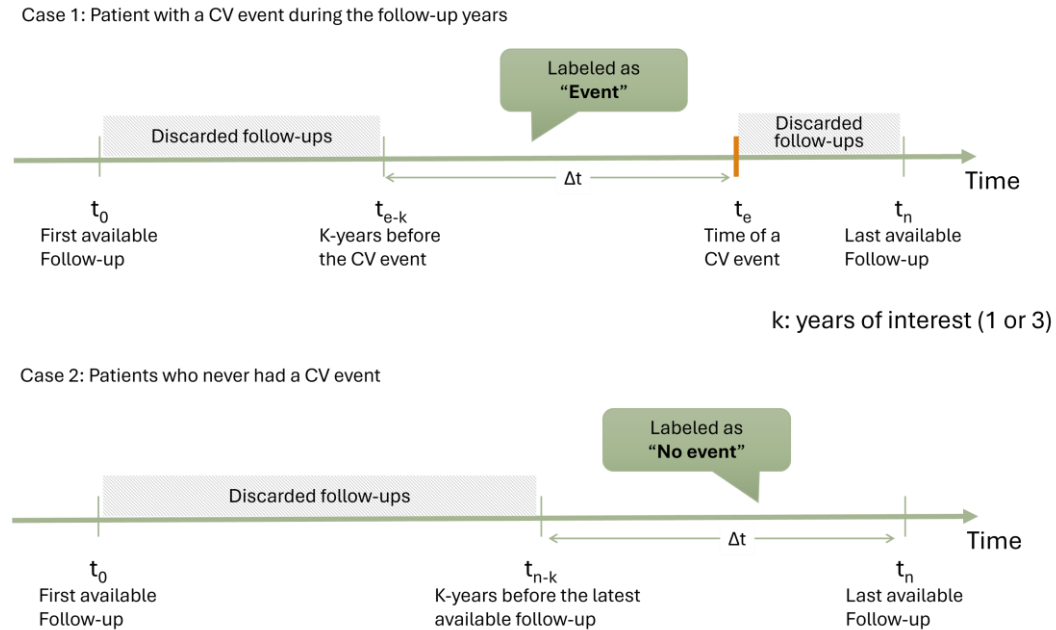 Case 1: Patient with a CV event during the follow-up years
Labeled as
“Event”
Discarded follow-ups
Discarded
follow-ups
Δt
Time
t0
First available
Follow-up
te-k
K-years before
the CV event
te
Time of a
CV event
tn
Last available
Follow-up
k: years of interest (1 or 3)
Case 2: Patients who never had a CV event
Labeled as
“No event”
Discarded follow-ups
Δt
Time
t0
First available
Follow-up
tn-k
K-years before the latest
available follow-up
tn
Last available
Follow-up